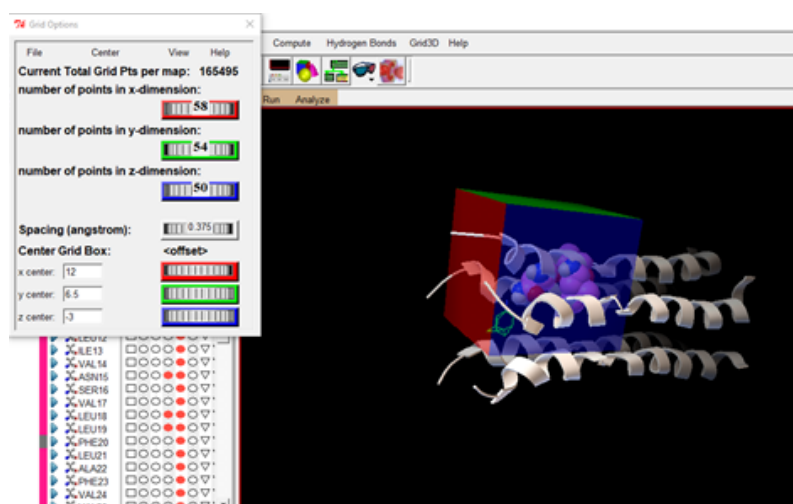 Grid Options
File Center View Help
Current Total Grid Pts per map: 165495
number of points in x-dimension:
58
number of points in y-dimension:
54
number of points in z-dimension:
50
Spacing (angstrom): 0.375
Center Grid Box: <offset>
x center: 12
y center: 6.5
z center: -3
Compute Hydrogen Bonds Grid3D Help
Run Analyze
LEU12
ILE13
VAL14
ASN15
SER16
VAL17
LEU18
LEU19
PHE20
LEU21
ALA22
PHE23
VAL24